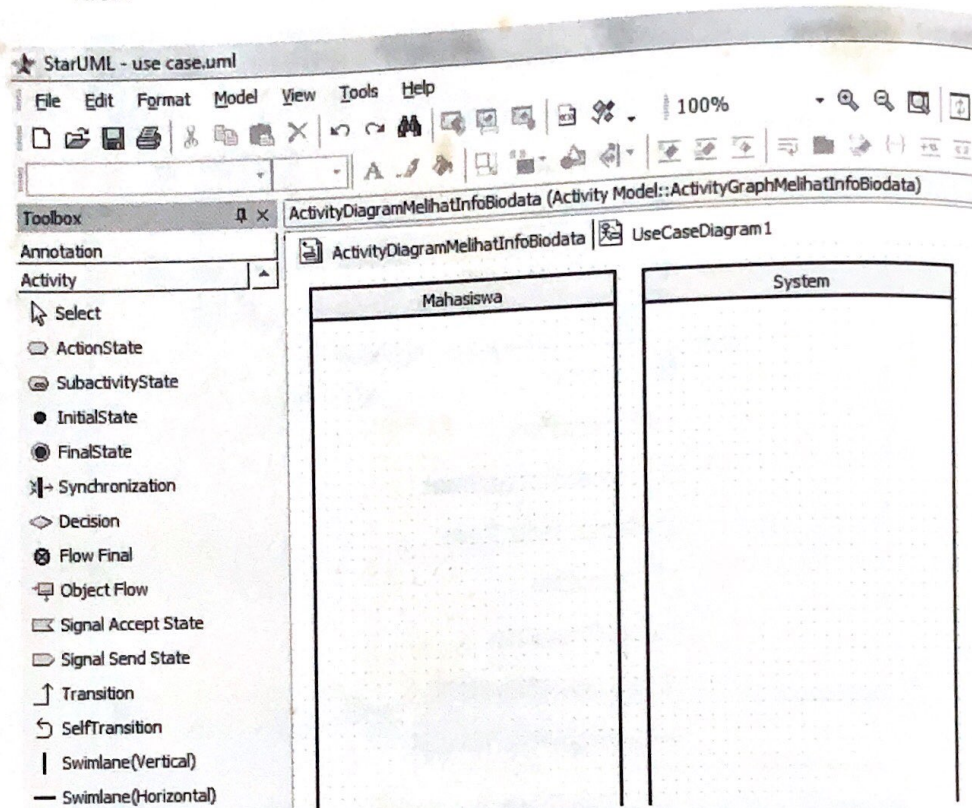 StarUML - use case.uml
File Edit Format Model View Tools Help
100%
Toolbox
ActivityDiagramMelihatInfoBiodata (Activity Model::ActivityGraphMelihatInfoBiodata)
Annotation
ActivityDiagramMelihatInfoBiodata UseCaseDiagram1
Activity
Mahasiswa System
Select
ActionState
SubactivityState
InitialState
FinalState
Synchronization
Decision
Flow Final
Object Flow
Signal Accept State
Signal Send State
Transition
SelfTransition
Swimlane(Vertical)
Swimlane(Horizontal)